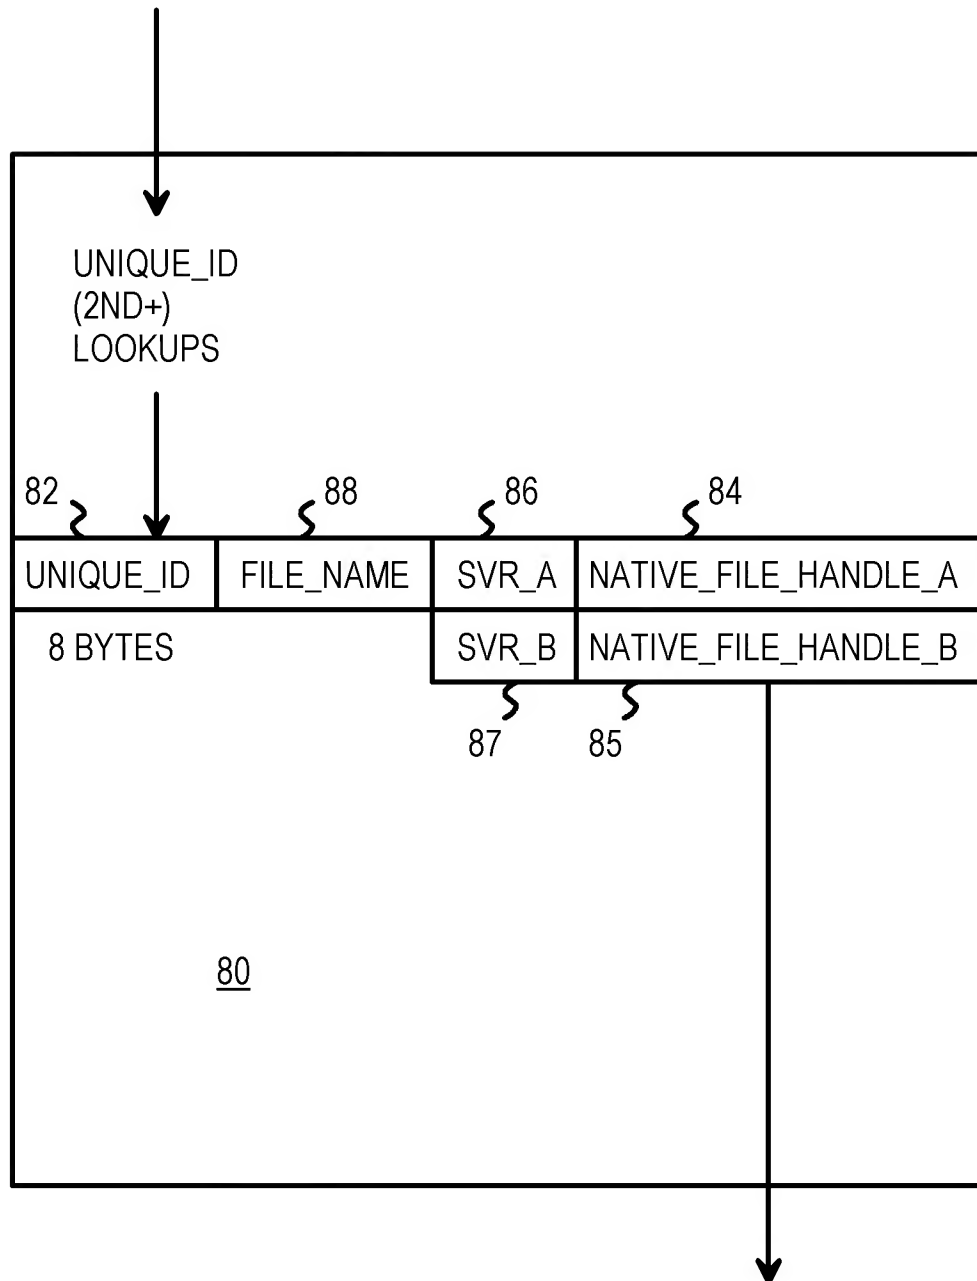 UNIQUE_ID
(2ND+)
LOOKUPS
82 88 86 84
UNIQUE_ID FILE_NAME SVR_A NATIVE_FILE_HANDLE_A
8 BYTES SVR_B NATIVE_FILE_HANDLE_B
87 85
80